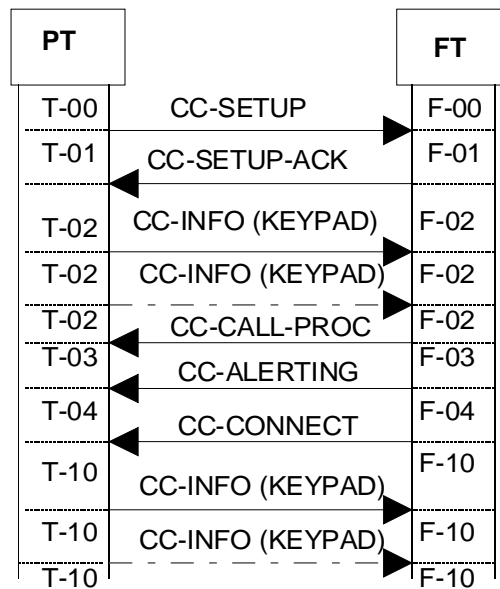 PT FT
T-00 CC-SETUP F-00
T-01 CC-SETUP-ACK F-01
T-02 CC-INFO (KEYPAD) F-02
T-02 CC-INFO (KEYPAD) F-02
T-02 CC-CALL-PROC F-02
T-03 CC-ALERTING F-03
T-04 CC-CONNECT F-04
T-10 CC-INFO (KEYPAD) F-10
T-10 CC-INFO (KEYPAD) F-10
T-10 F-10